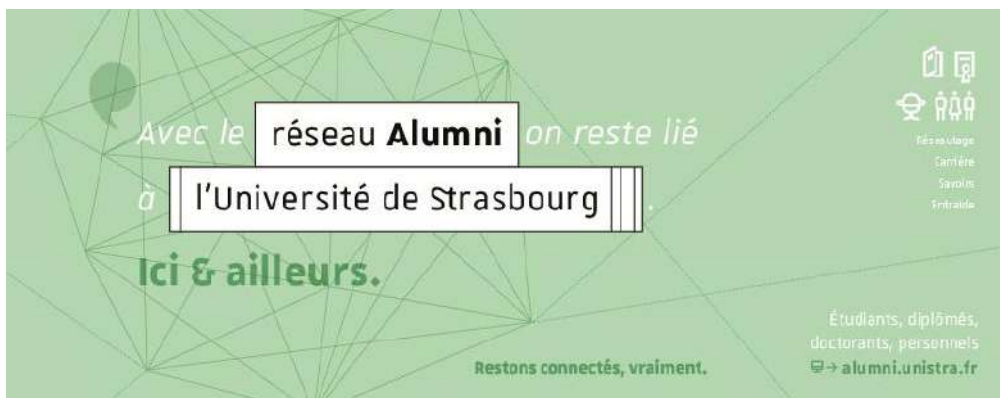 Avec le réseau Alumni on reste lié
à l'Université de Strasbourg.
Ici & ailleurs.
Réseautage
Carrière
Savoirs
Entraide
Restons connectés, vraiment.
Étudiants, diplômés,
doctorants, personnels
→ alumni.unistra.fr